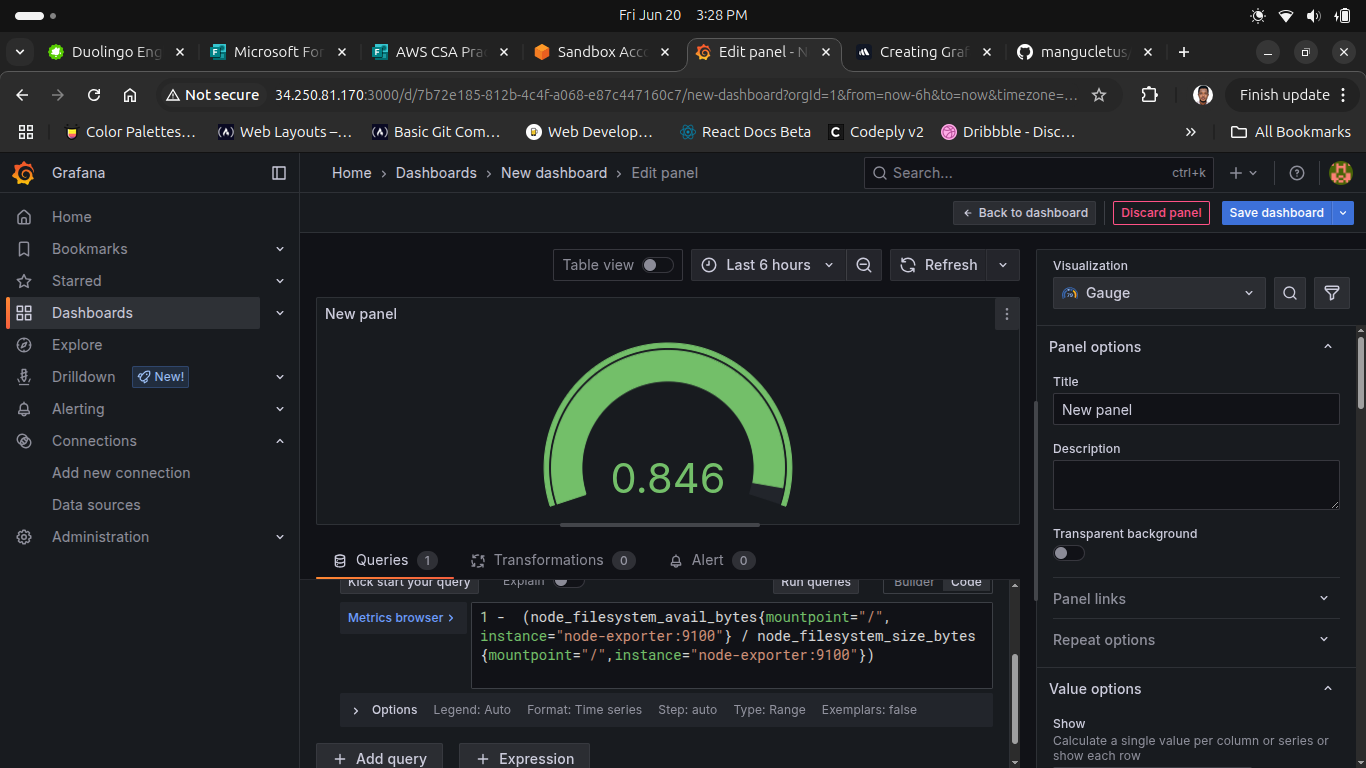 Fri Jun 20 3:28 PM
Duolingo Eng
Microsoft For
AWS CSA Prac
Sandbox Acco
Edit panel - N
Creating Graf
mangucletus/
Not secure 34.250.81.170:3000/d/7b72e185-812b-4c4f-a068-e87c447160c7/new-dashboard?orgId=1&from=now-6h&to=now&timezone=...
Finish update
Color Palettes...
Web Layouts –...
Basic Git Com...
Web Develop...
React Docs Beta
Codeply v2
Dribbble - Disc...
All Bookmarks
Grafana
Home › Dashboards › New dashboard › Edit panel
Search... ctrl+k
Home
Bookmarks
Starred
Dashboards
Explore
Drilldown New!
Alerting
Connections
Add new connection
Data sources
Administration
Back to dashboard
Discard panel
Save dashboard
Table view
Last 6 hours
Refresh
New panel
0.846
Queries 1
Transformations 0
Alert 0
Kick start your query
Explain
Run queries
Builder
Code
Metrics browser >
1 - (node_filesystem_avail_bytes{mountpoint="/",
instance="node-exporter:9100"} / node_filesystem_size_bytes
{mountpoint="/",instance="node-exporter:9100"})
Options Legend: Auto Format: Time series Step: auto Type: Range Exemplars: false
+ Add query
+ Expression
Visualization
Gauge
Panel options
Title
New panel
Description
Transparent background
Panel links
Repeat options
Value options
Show
Calculate a single value per column or series or
show each row